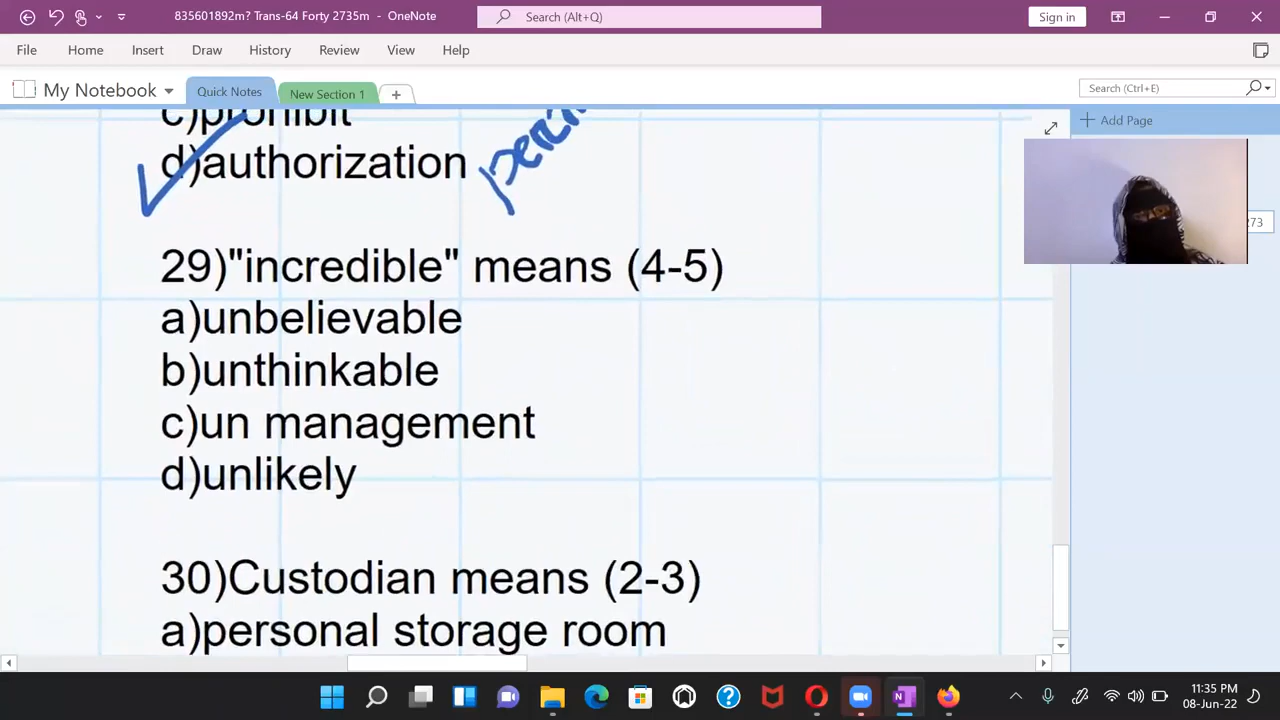 835601892m? Trans-64 Forty 2735m - OneNote
Search (Alt+Q)
Sign in
File Home Insert Draw History Review View Help
My Notebook
Quick Notes
New Section 1
Search (Ctrl+E)
Add Page
c)prohibit
d)authorization
273
29)"incredible" means (4-5)
a)unbelievable
b)unthinkable
c)un management
d)unlikely
30)Custodian means (2-3)
a)personal storage room
11:35 PM
08-Jun-22